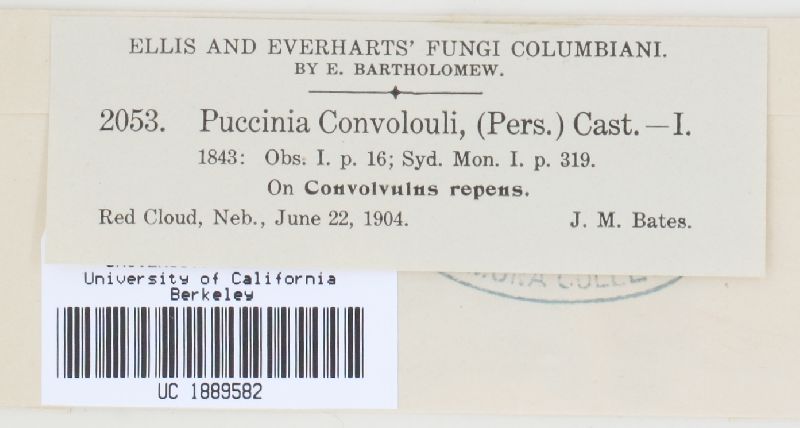 ELLIS AND EVERHARTS' FUNGI COLUMBIANI.
BY E. BARTHOLOMEW.
2053. Puccinia Convolouli, (Pers.) Cast.—I.
1843: Obs. I. p. 16; Syd. Mon. I. p. 319.
On Convolvulns repens.
Red Cloud, Neb., June 22, 1904. J. M. Bates.
University of California
Berkeley
UC 1889582